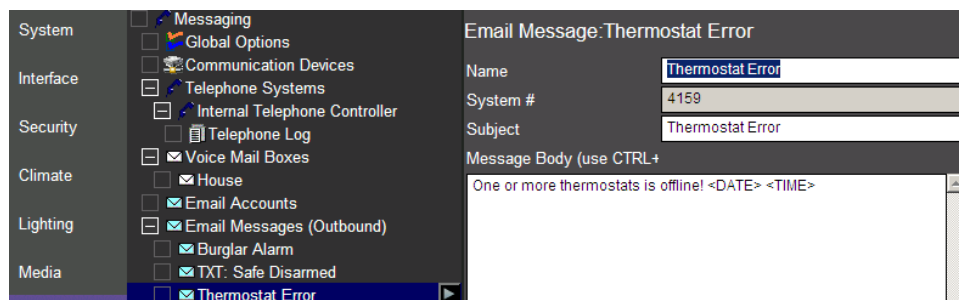 System
Interface
Security
Climate
Lighting
Media
Messaging
Global Options
Communication Devices
Telephone Systems
Internal Telephone Controller
Telephone Log
Voice Mail Boxes
House
Email Accounts
Email Messages (Outbound)
Burglar Alarm
TXT: Safe Disarmed
Thermostat Error
Email Message:Thermostat Error
Name Thermostat Error
System # 4159
Subject Thermostat Error
Message Body (use CTRL+
One or more thermostats is offline! <DATE> <TIME>